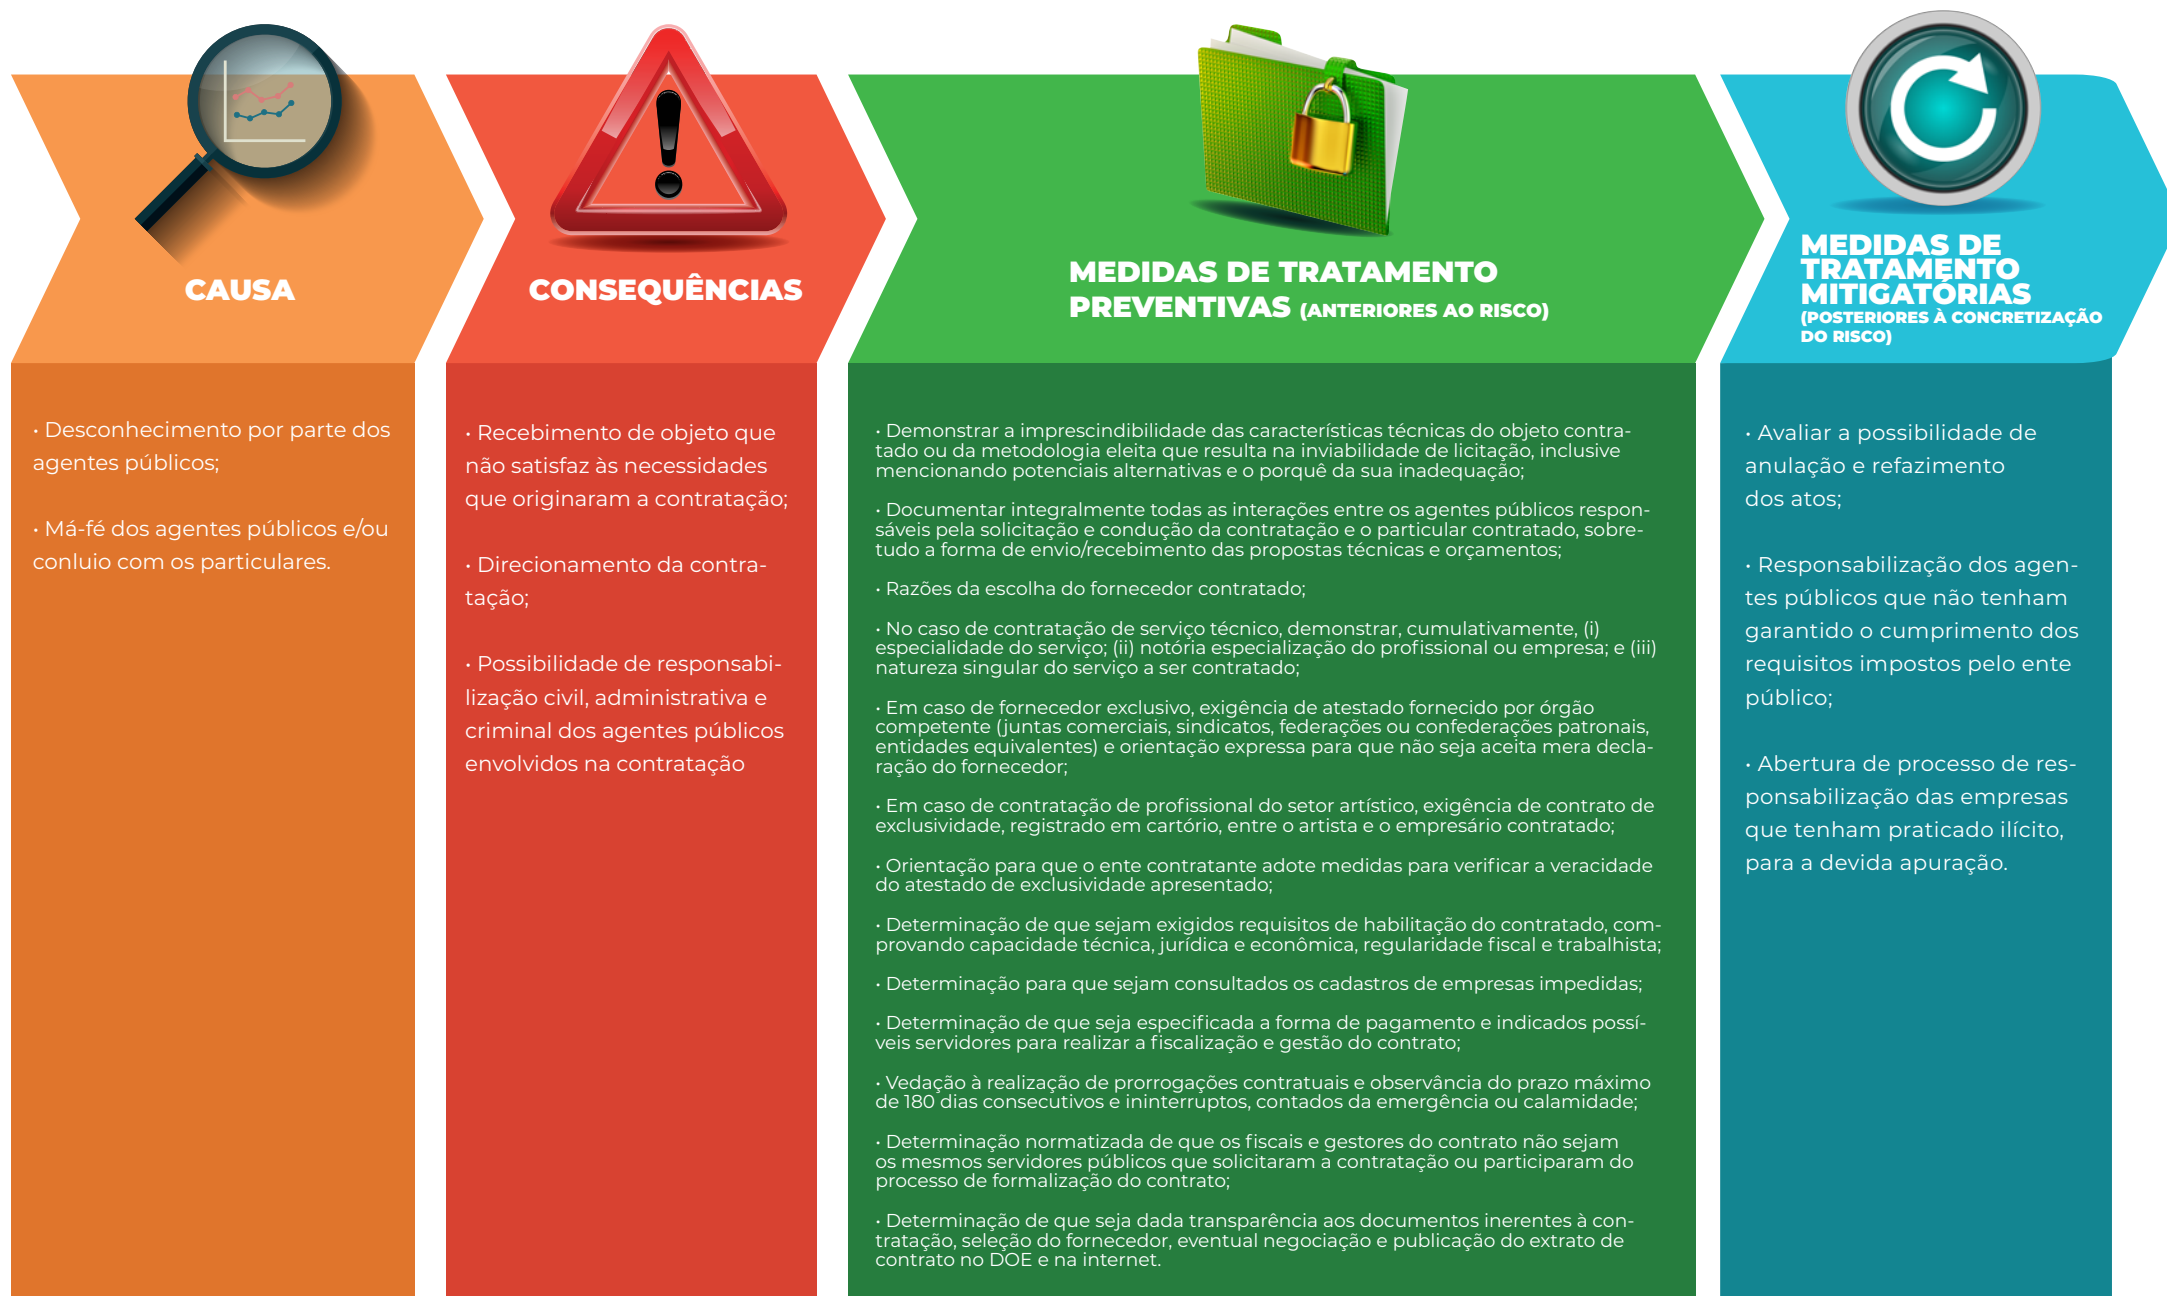 CAUSA
• Desconhecimento por parte dos
agentes públicos;
• Má-fé dos agentes públicos e/ou
conluio com os particulares.
CONSEQUÊNCIAS
• Recebimento de objeto que
não satisfaz às necessidades
que originaram a contratação;
• Direcionamento da contra-
tação;
• Possibilidade de responsabi-
lização civil, administrativa e
criminal dos agentes públicos
envolvidos na contratação
MEDIDAS DE TRATAMENTO
PREVENTIVAS (ANTERIORES AO RISCO)
• Demonstrar a imprescindibilidade das características técnicas do objeto contra-
tado ou da metodologia eleita que resulta na inviabilidade de licitação, inclusive
mencionando potenciais alternativas e o porquê da sua inadequação;
• Documentar integralmente todas as interações entre os agentes públicos respon-
sáveis pela solicitação e condução da contratação e o particular contratado, sobre-
tudo a forma de envio/recebimento das propostas técnicas e orçamentos;
• Razões da escolha do fornecedor contratado;
• No caso de contratação de serviço técnico, demonstrar, cumulativamente, (i)
especialidade do serviço; (ii) notória especialização do profissional ou empresa; e (iii)
natureza singular do serviço a ser contratado;
• Em caso de fornecedor exclusivo, exigência de atestado fornecido por órgão
competente (juntas comerciais, sindicatos, federações ou confederações patronais,
entidades equivalentes) e orientação expressa para que não seja aceita mera decla-
ração do fornecedor;
• Em caso de contratação de profissional do setor artístico, exigência de contrato de
exclusividade, registrado em cartório, entre o artista e o empresário contratado;
• Orientação para que o ente contratante adote medidas para verificar a veracidade
do atestado de exclusividade apresentado;
• Determinação de que sejam exigidos requisitos de habilitação do contratado, com-
provando capacidade técnica, jurídica e econômica, regularidade fiscal e trabalhista;
• Determinação para que sejam consultados os cadastros de empresas impedidas;
• Determinação de que seja especificada a forma de pagamento e indicados possí-
veis servidores para realizar a fiscalização e gestão do contrato;
• Vedação à realização de prorrogações contratuais e observância do prazo máximo
de 180 dias consecutivos e ininterruptos, contados da emergência ou calamidade;
• Determinação normatizada de que os fiscais e gestores do contrato não sejam
os mesmos servidores públicos que solicitaram a contratação ou participaram do
processo de formalização do contrato;
• Determinação de que seja dada transparência aos documentos inerentes à con-
tratação, seleção do fornecedor, eventual negociação e publicação do extrato de
contrato no DOE e na internet.
MEDIDAS DE
TRATAMENTO
MITIGATÓRIAS
(POSTERIORES À CONCRETIZAÇÃO
DO RISCO)
• Avaliar a possibilidade de
anulação e refazimento
dos atos;
• Responsabilização dos agen-
tes públicos que não tenham
garantido o cumprimento dos
requisitos impostos pelo ente
público;
• Abertura de processo de res-
ponsabilização das empresas
que tenham praticado ilícito,
para a devida apuração.